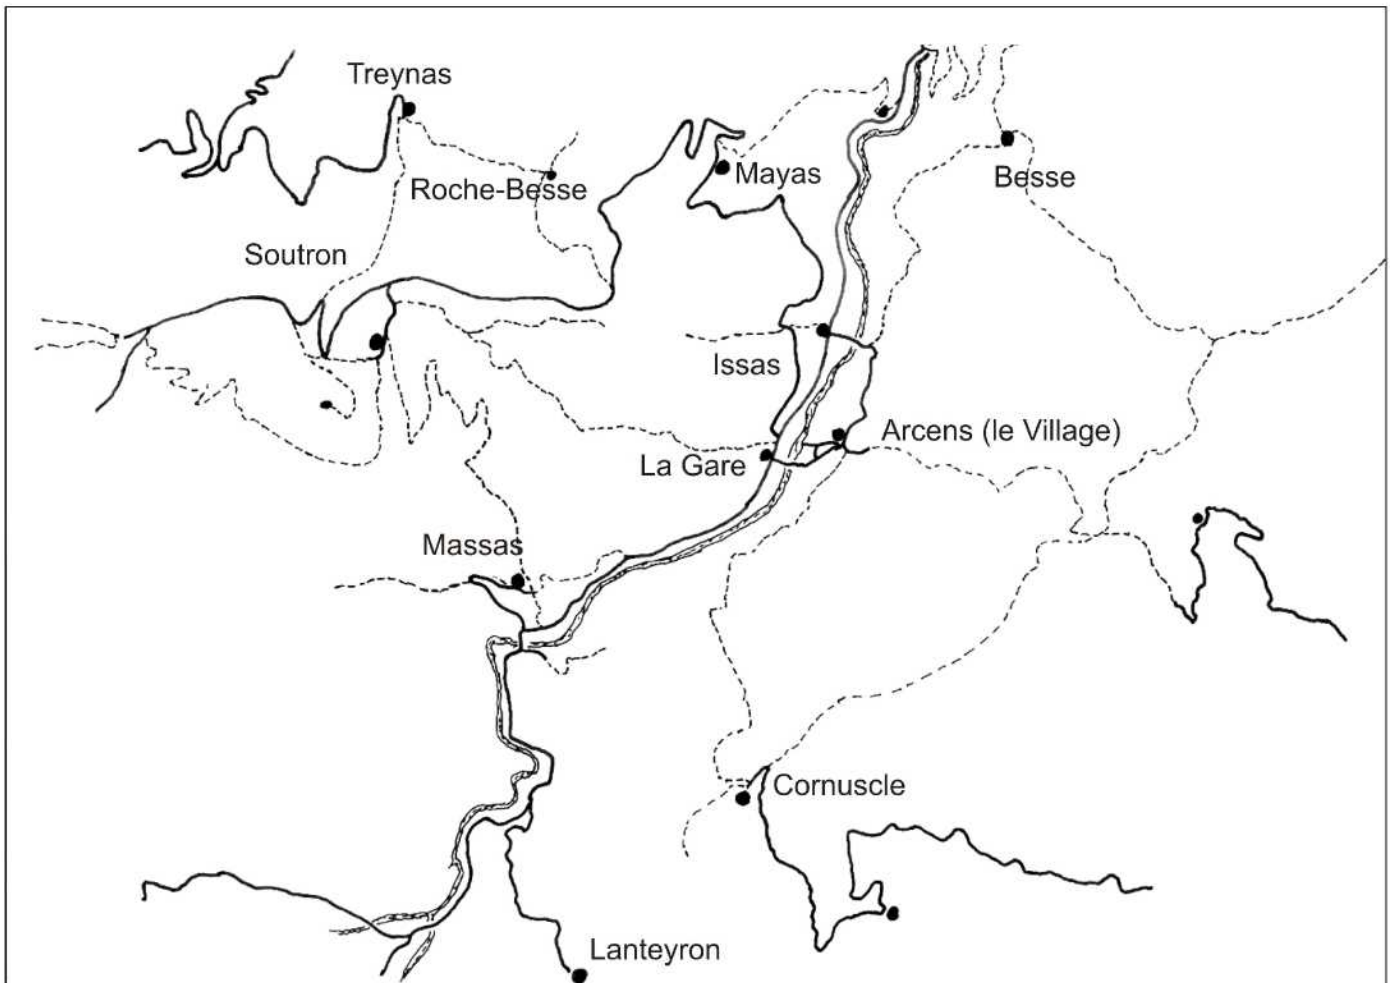 Treynas
Mayas
Besse
Roche-Besse
Soutron
Issas
Arcens (le Village)
La Gare
Massas
Cornuscle
Lanteyron